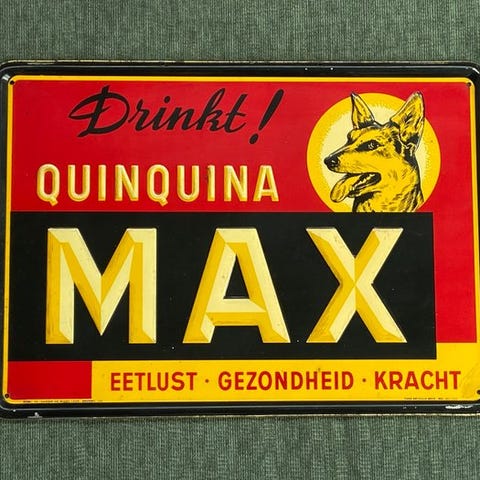 Drinkt!
QUINQUINA
MAX
EETLUST · GEZONDHEID · KRACHT